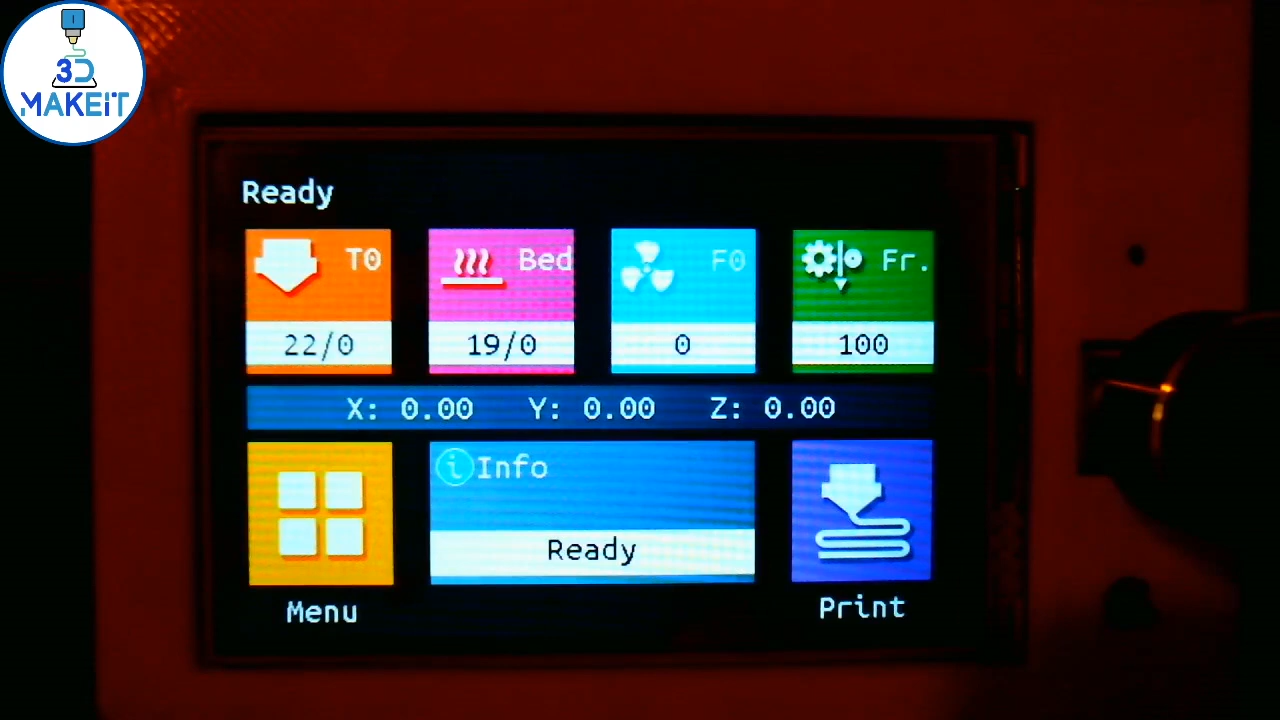 3D
MAKEiT
Ready
T0 Bed F0 Fr.
22/0 19/0 0 100
X: 0.00 Y: 0.00 Z: 0.00
i Info
Ready
Menu Print